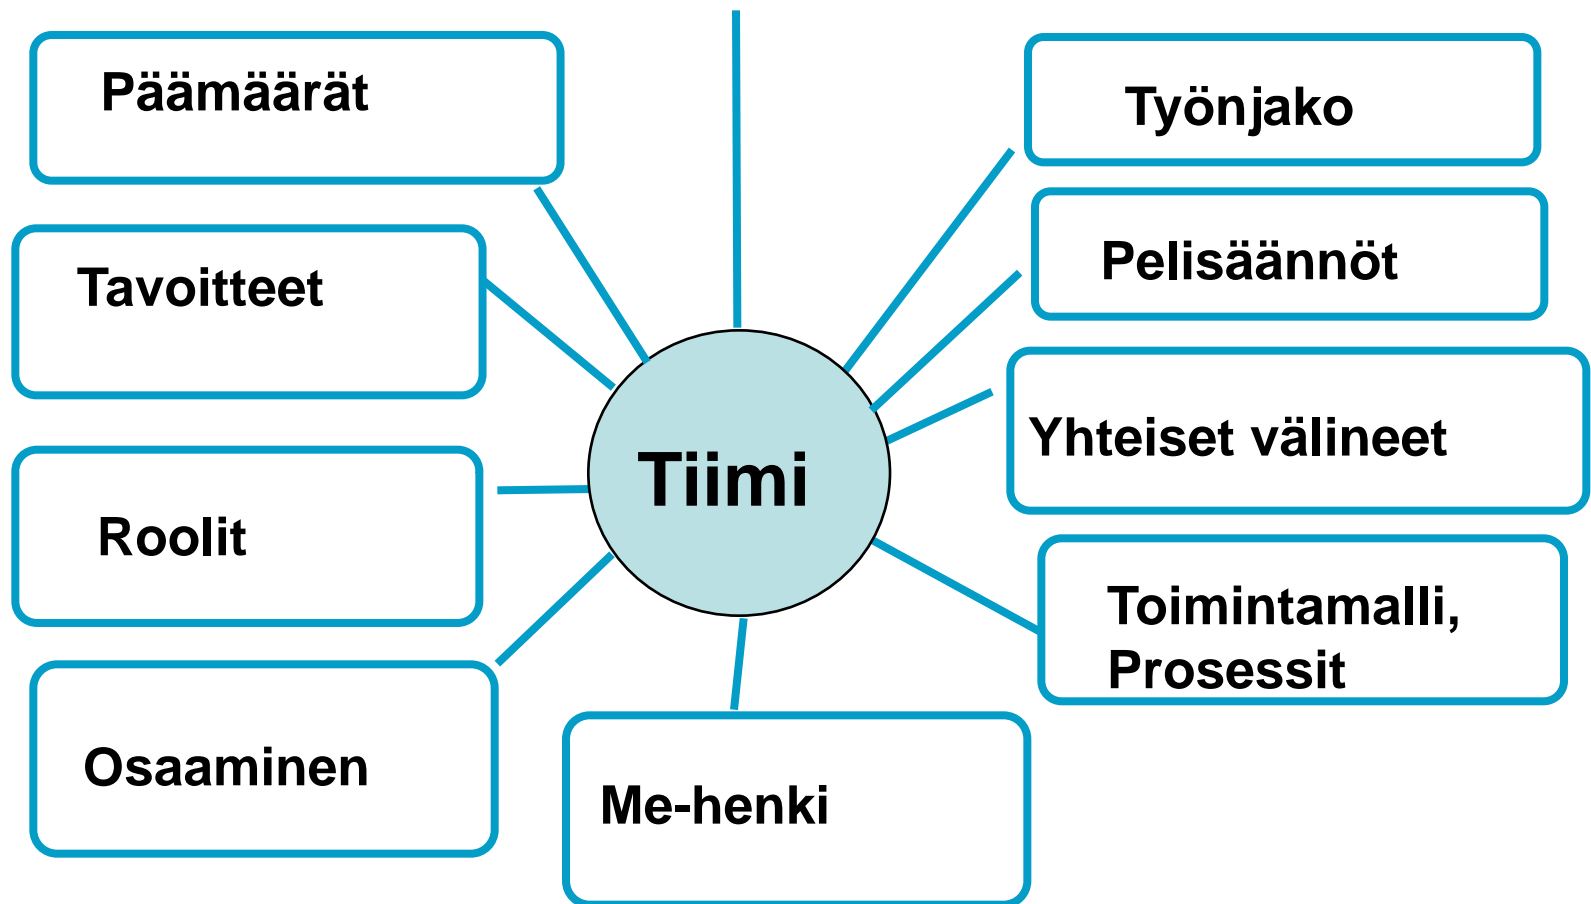 Päämäärät
Työnjako
Tavoitteet
Pelisäännöt
Yhteiset välineet
Tiimi
Roolit
Toimintamalli,
Prosessit
Osaaminen
Me-henki